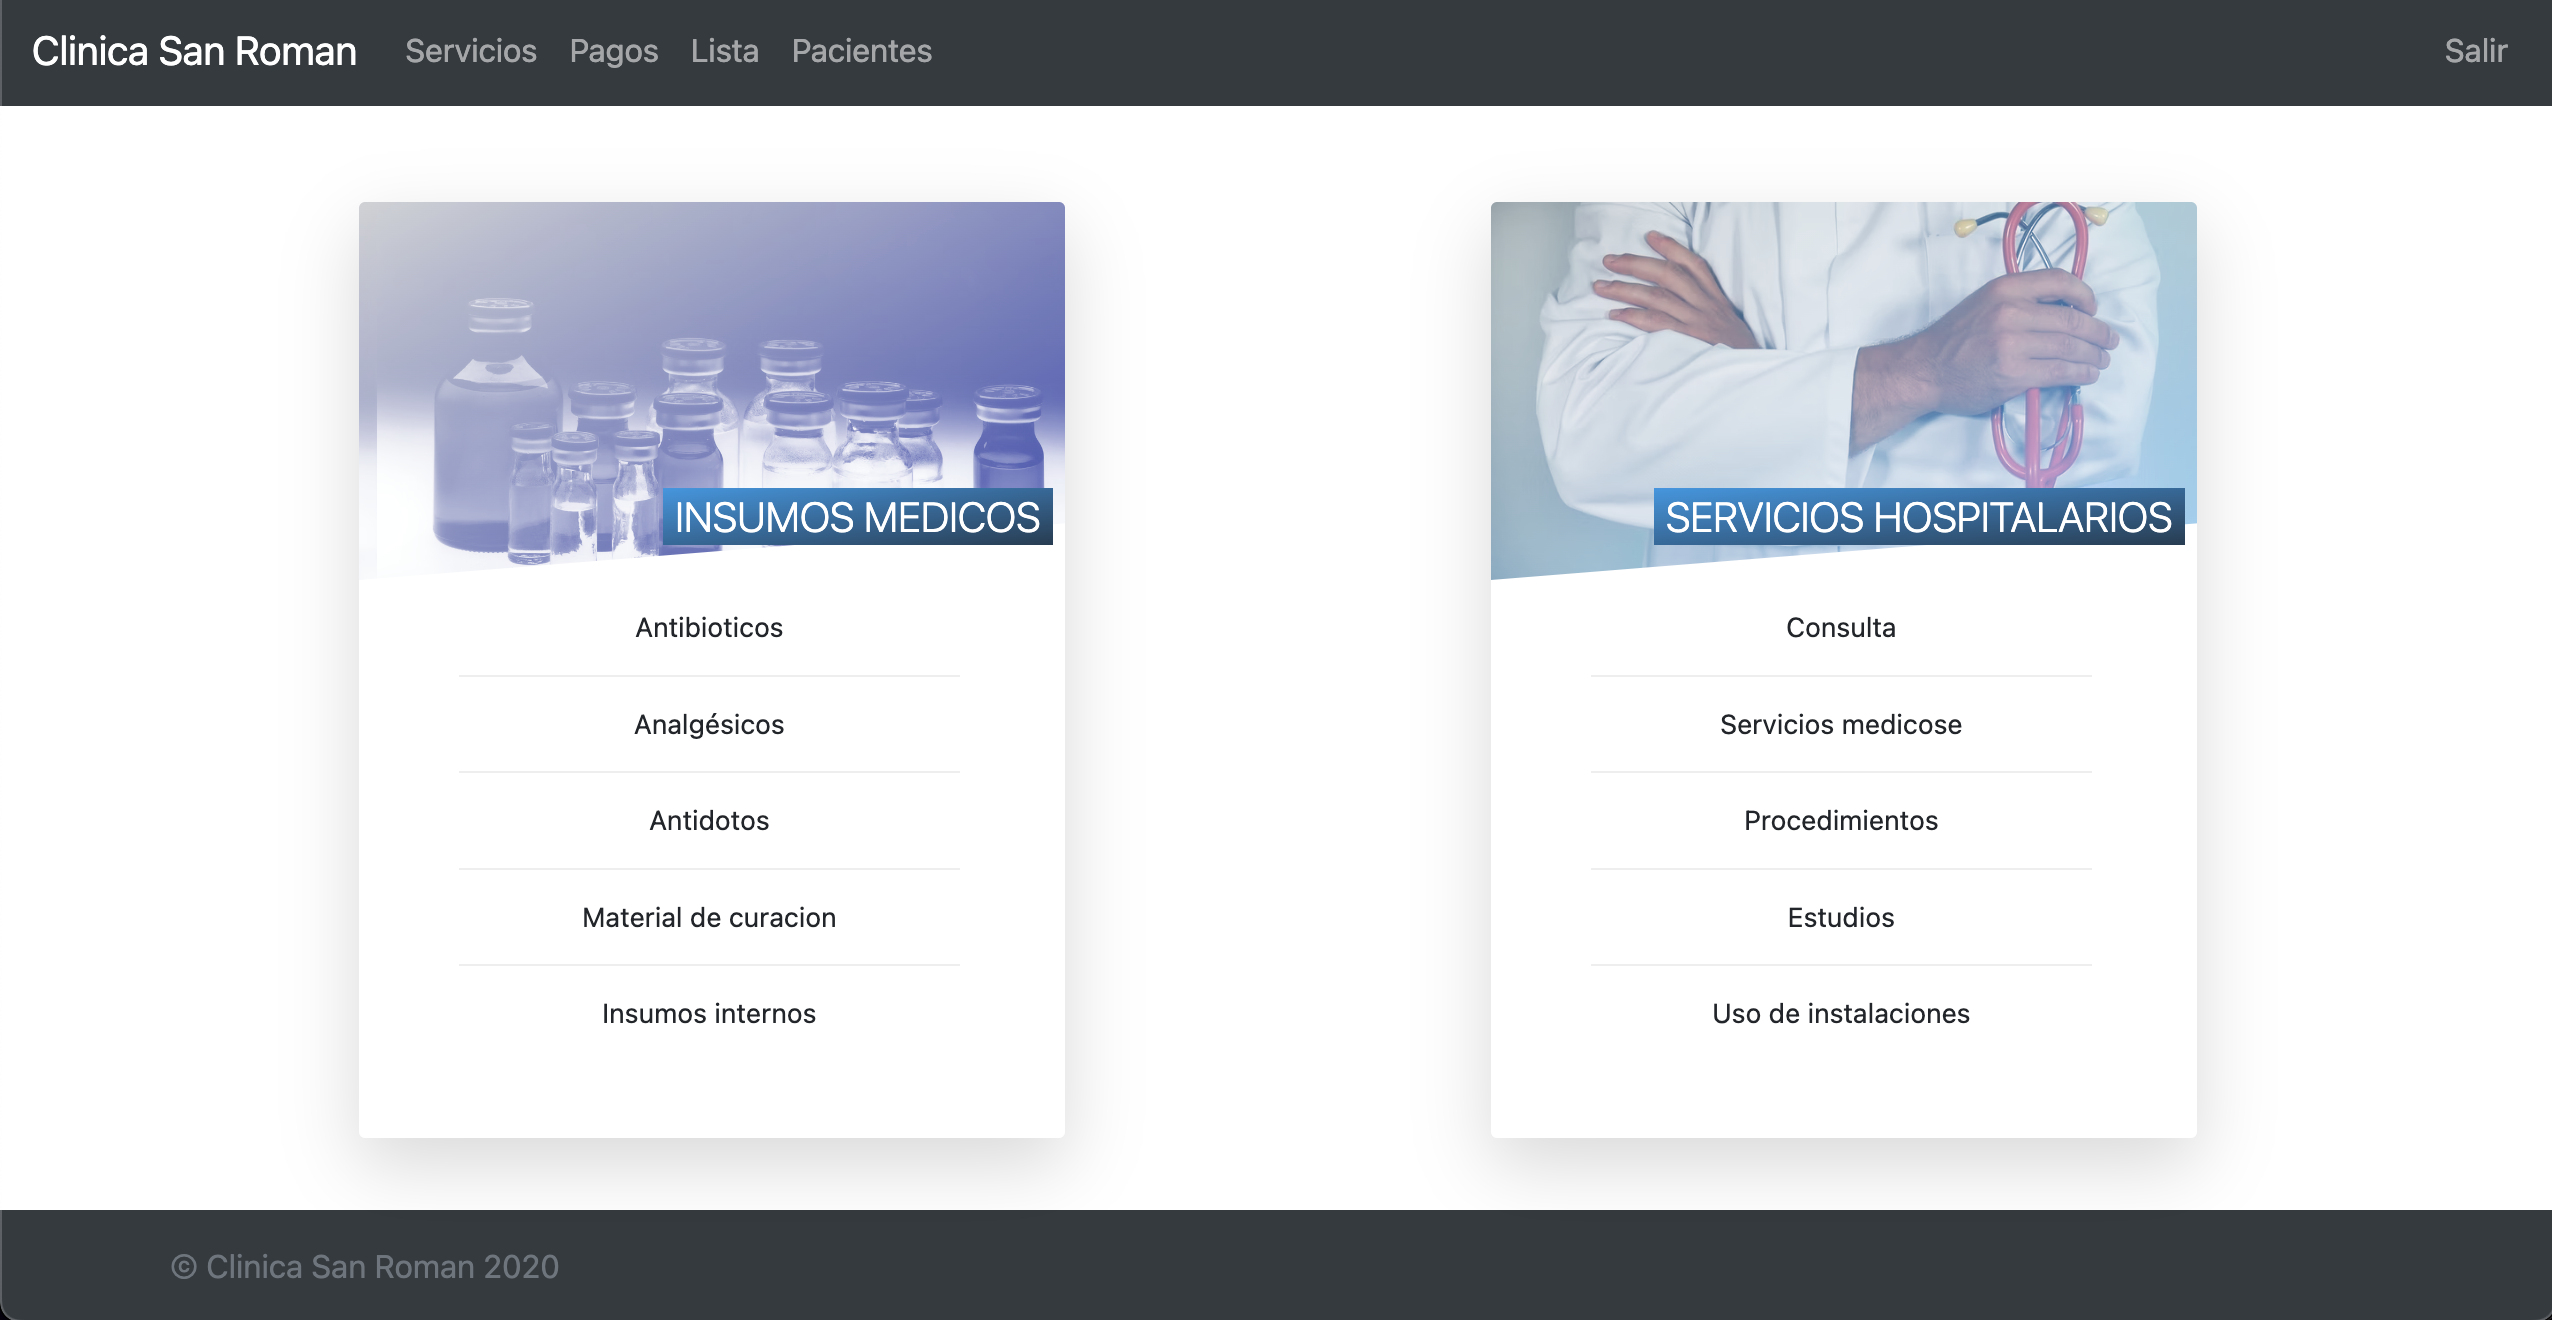 Clinica San Roman Servicios Pagos Lista Pacientes Salir
INSUMOS MEDICOS
Antibioticos
Analgésicos
Antidotos
Material de curacion
Insumos internos
SERVICIOS HOSPITALARIOS
Consulta
Servicios medicose
Procedimientos
Estudios
Uso de instalaciones
© Clinica San Roman 2020